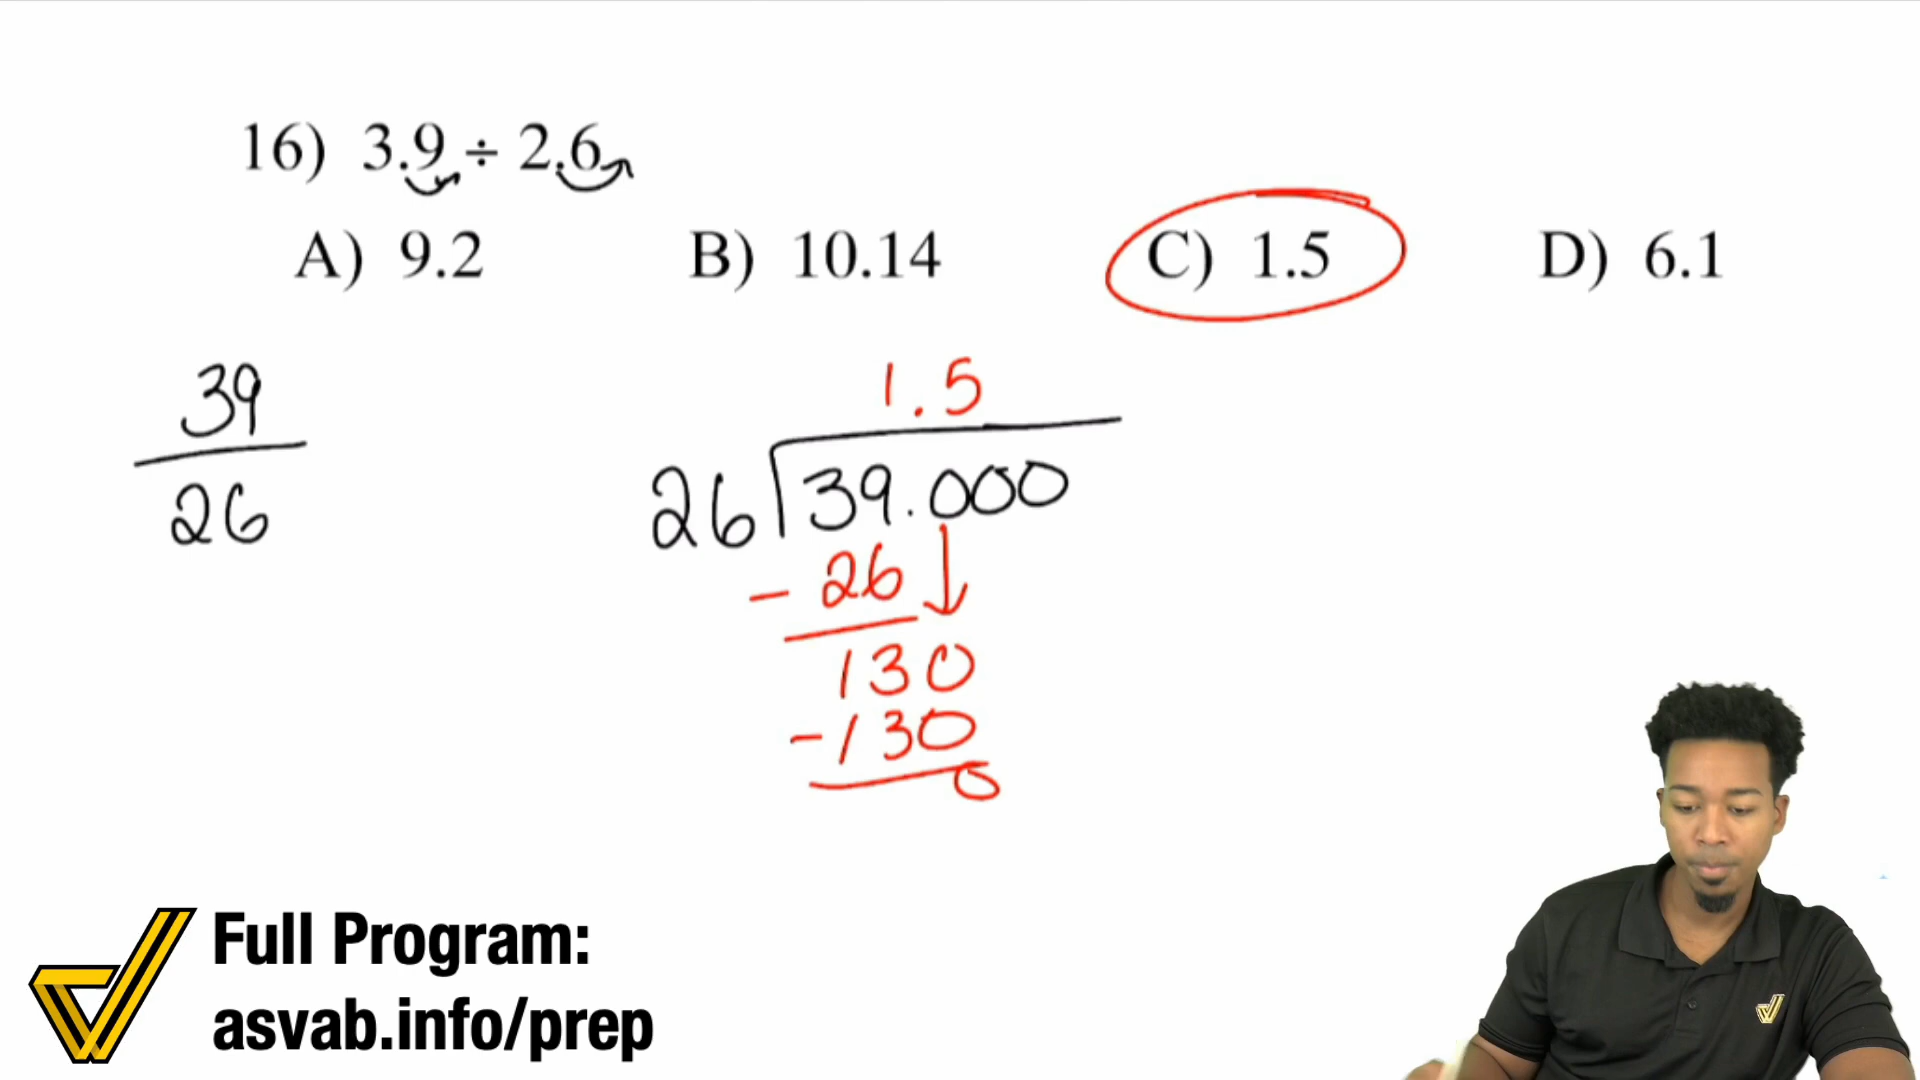 16) 3.9 ÷ 2.6
A) 9.2 B) 10.14 C) 1.5 D) 6.1
39
26
1.5
26 39.000
- 26
130
-130
0
Full Program:
asvab.info/prep